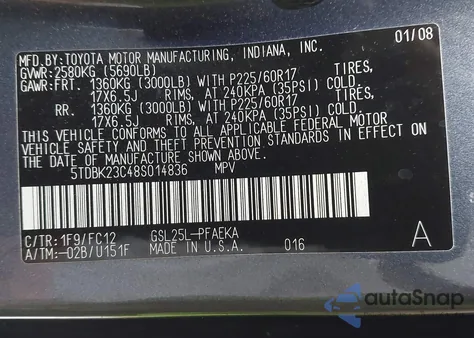 MFD.BY:TOYOTA MOTOR MANUFACTURING, INDIANA, INC.
01/08
GVWR:2580KG (5690LB)
GAWR:FRT. 1360KG (3000LB) WITH P225/60R17 TIRES,
17X6.5J RIMS, AT 240KPA (35PSI) COLD.
RR. 1360KG (3000LB) WITH P225/60R17 TIRES,
17X6.5J RIMS, AT 240KPA (35PSI) COLD.
THIS VEHICLE CONFORMS TO ALL APPLICABLE FEDERAL MOTOR
VEHICLE SAFETY AND THEFT PREVENTION STANDARDS IN EFFECT
ON THE DATE OF MANUFACTURE SHOWN ABOVE.
5TDBK23C48S014836 MPV
C/TR:1F9/FC12 GSL25L-PFAEKA
A/TM:-02B/U151F MADE IN U.S.A. 016
A
autoSnap